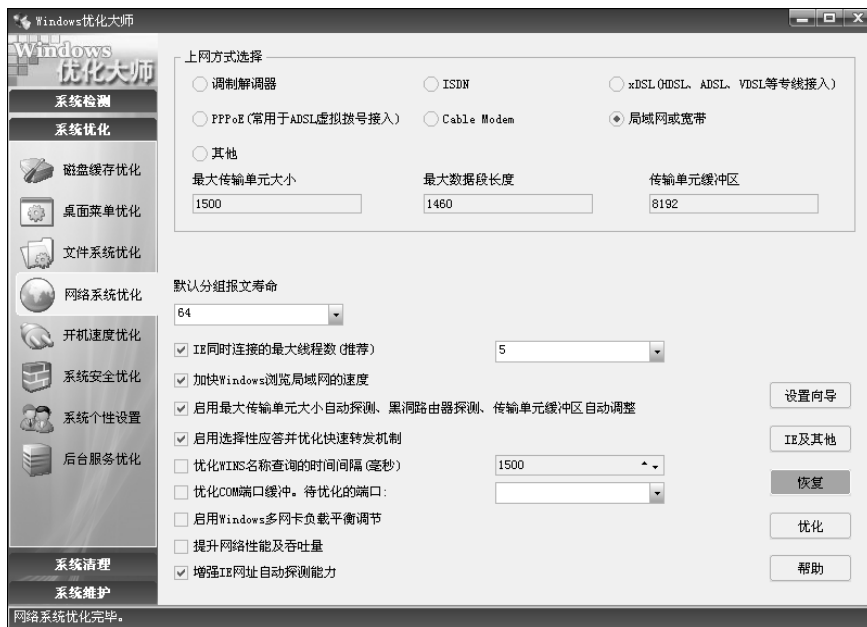 Windows优化大师
Windows
优化大师
系统检测
系统优化
磁盘缓存优化
桌面菜单优化
文件系统优化
网络系统优化
开机速度优化
系统安全优化
系统个性设置
后台服务优化
系统清理
系统维护
上网方式选择
调制解调器
ISDN
xDSL(HDSL、ADSL、VDSL等专线接入)
PPPoE(常用于ADSL虚拟拨号接入)
Cable Modem
局域网或宽带
其他
最大传输单元大小
最大数据段长度
传输单元缓冲区
1500
1460
8192
默认分组报文寿命
64
IE同时连接的最大线程数(推荐)
5
加快Windows浏览局域网的速度
启用最大传输单元大小自动探测、黑洞路由器探测、传输单元缓冲区自动调整
启用选择性应答并优化快速转发机制
优化WINS名称查询的时间间隔(毫秒)
1500
优化COM端口缓冲。待优化的端口:
启用Windows多网卡负载平衡调节
提升网络性能及吞吐量
增强IE网址自动探测能力
设置向导
IE及其他
恢复
优化
帮助
网络系统优化完毕。